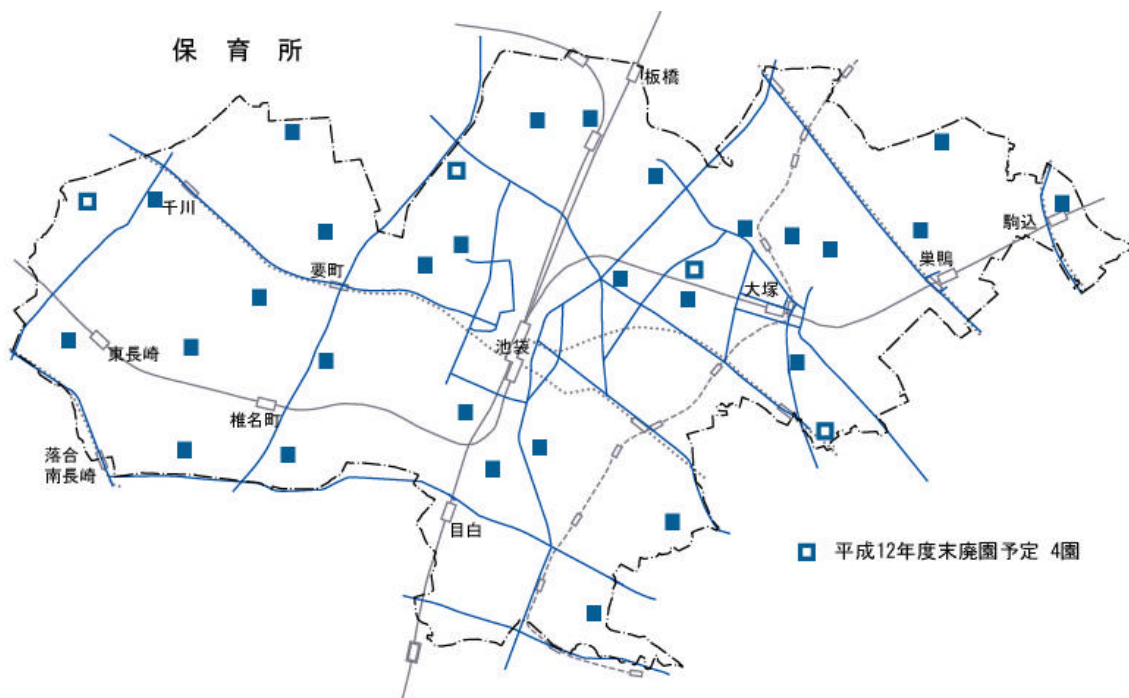 保 育 所
板橋
千川
駒込
巣鴨
要町
大塚
池袋
東長崎
椎名町
落合
南長崎
目白
平成12年度末廃園予定 4園